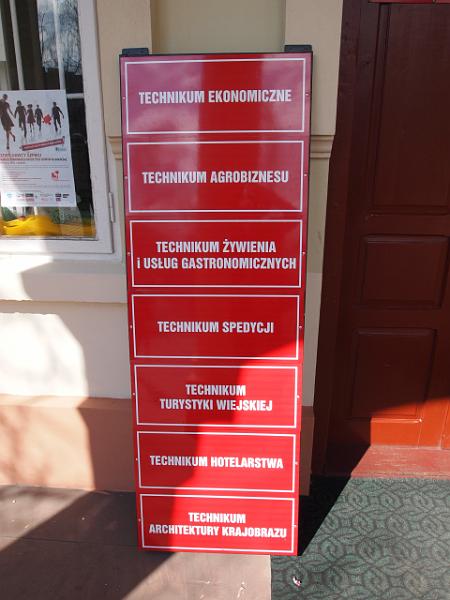 TECHNIKUM EKONOMICZNE
TECHNIKUM AGROBIZNESU
TECHNIKUM ŻYWIENIA
i USŁUG GASTRONOMICZNYCH
TECHNIKUM SPEDYCJI
TECHNIKUM
TURYSTYKI WIEJSKIEJ
TECHNIKUM HOTELARSTWA
TECHNIKUM
ARCHITEKTURY KRAJOBRAZU